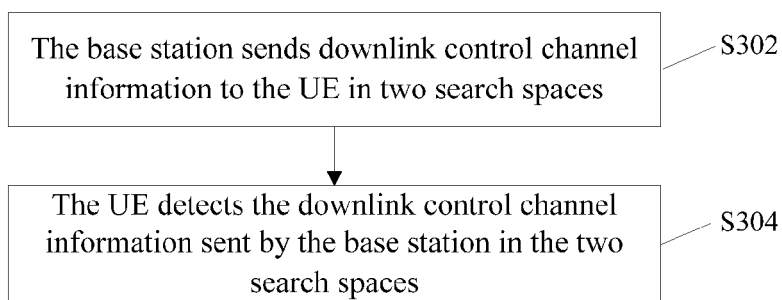 The base station sends downlink control channel
information to the UE in two search spaces
S302
The UE detects the downlink control channel
information sent by the base station in the two
search spaces
S304